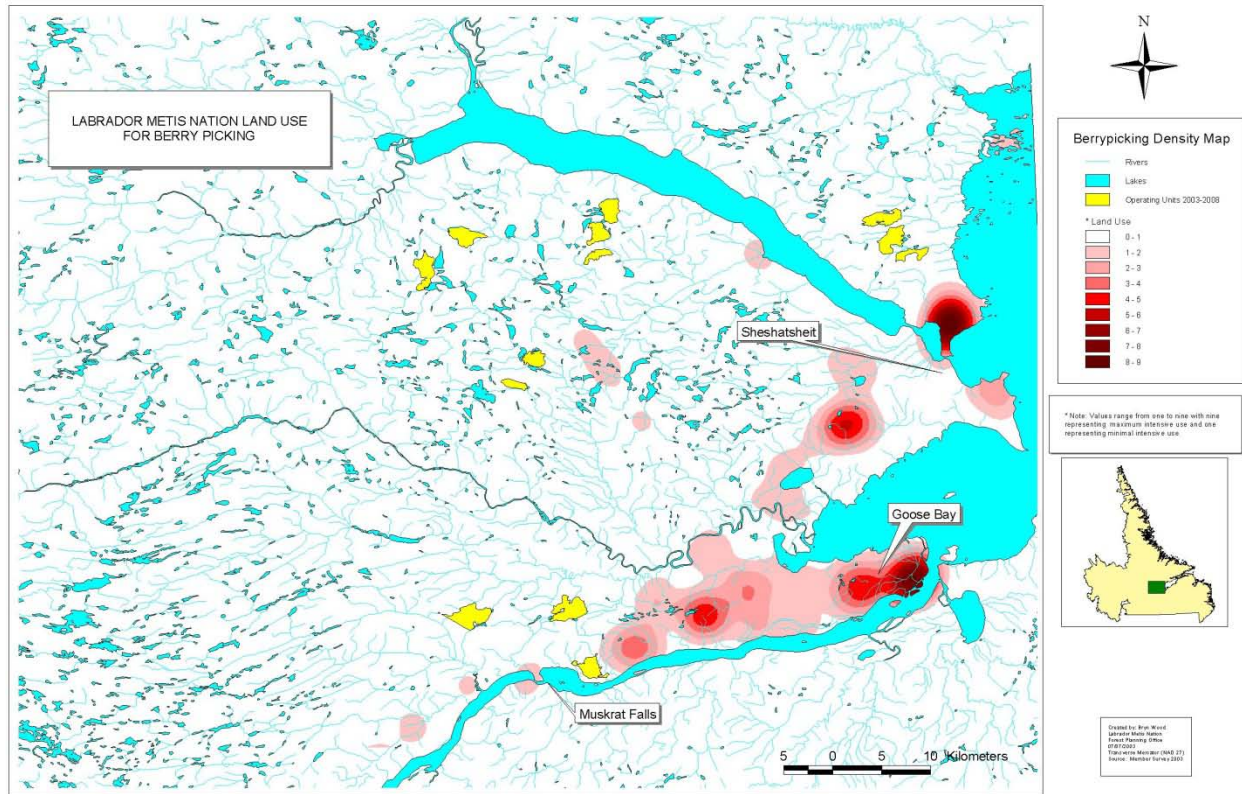 LABRADOR METIS NATION LAND USE
FOR BERRY PICKING
N
Berrypicking Density Map
Rivers
Lakes
Operating Units 2003-2008
* Land Use
0 - 1
1 - 2
2 - 3
3 - 4
4 - 5
5 - 6
6 - 7
7 - 8
8 - 9
* Note: Values range from one to nine with nine
representing maximum intensive use and one
representing minimal intensive use
Sheshatsheit
Goose Bay
Muskrat Falls
5 0 5 10 Kilometers
Created by: Bryn Wood
Labrador Metis Nation
Forest Planning Office
07/07/2003
Transverse Mercator (NAD 27)
Source: Member Survey 2003